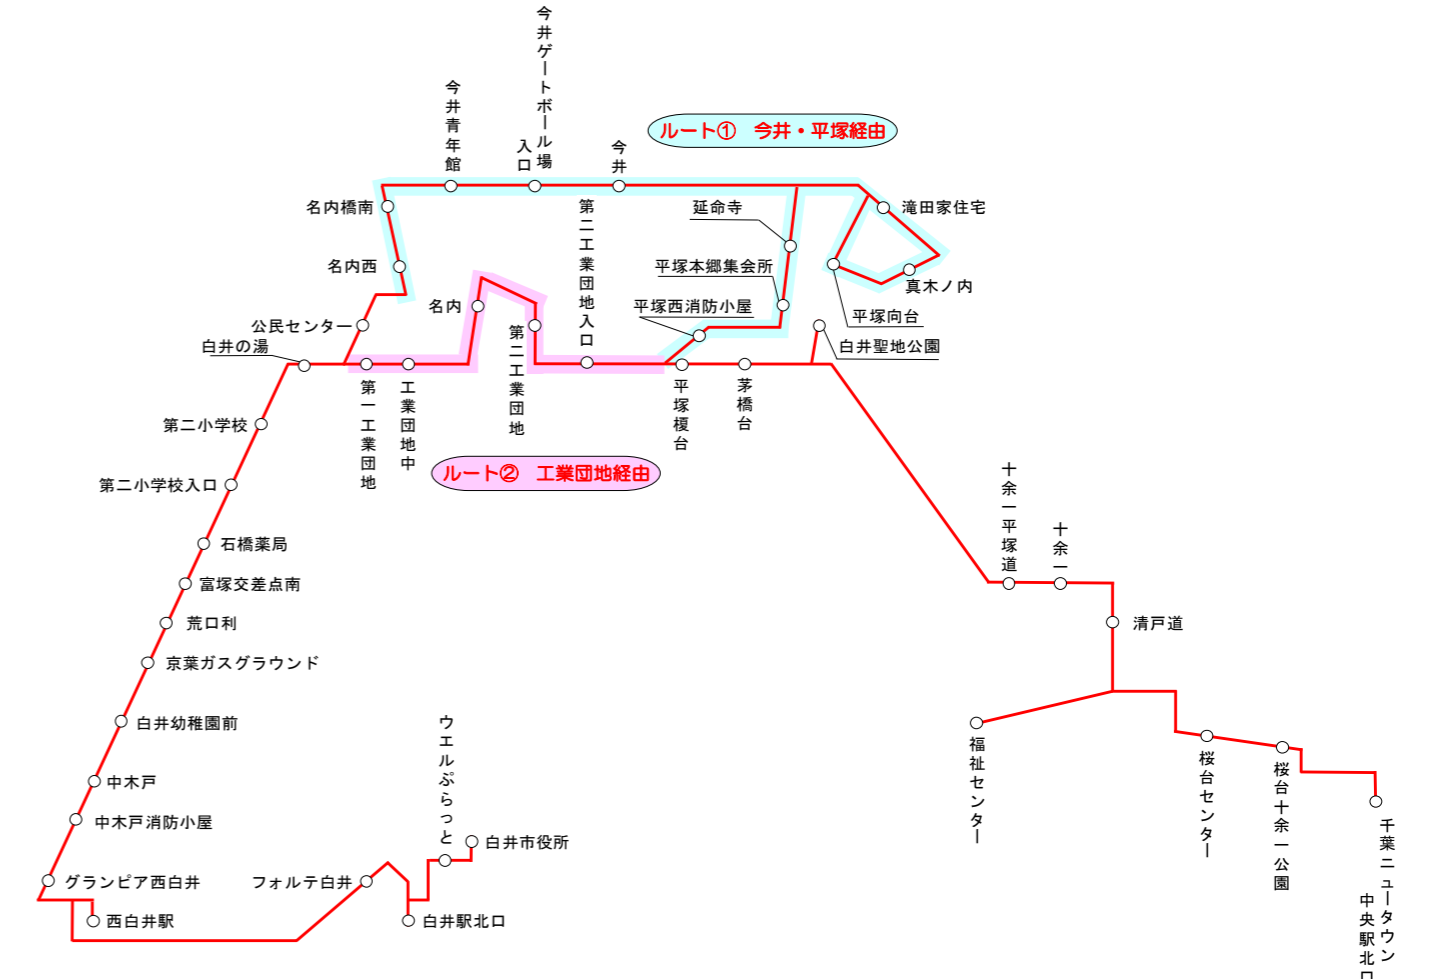 今井ゲートボール場
入口
今井青年館
今井
ルート① 今井・平塚経由
名内橋南
第二工業団地入口
延命寺
滝田家住宅
名内西
平塚本郷集会所
真木ノ内
名内
平塚西消防小屋
平塚向台
公民センター
白井の湯
第二工業団地
白井聖地公園
第一工業団地
工業団地中
平塚榎台
茅橋台
第二小学校
ルート② 工業団地経由
第二小学校入口
十余一平塚道
十余一
石橋薬局
富塚交差点南
荒口利
清戸道
京葉ガスグラウンド
白井幼稚園前
ウエルぷらっと
福祉センター
桜台センター
桜台十余一公園
中木戸
中木戸消防小屋
白井市役所
千葉ニュータウン
中央駅北口
グランピア西白井
フォルテ白井
西白井駅
白井駅北口